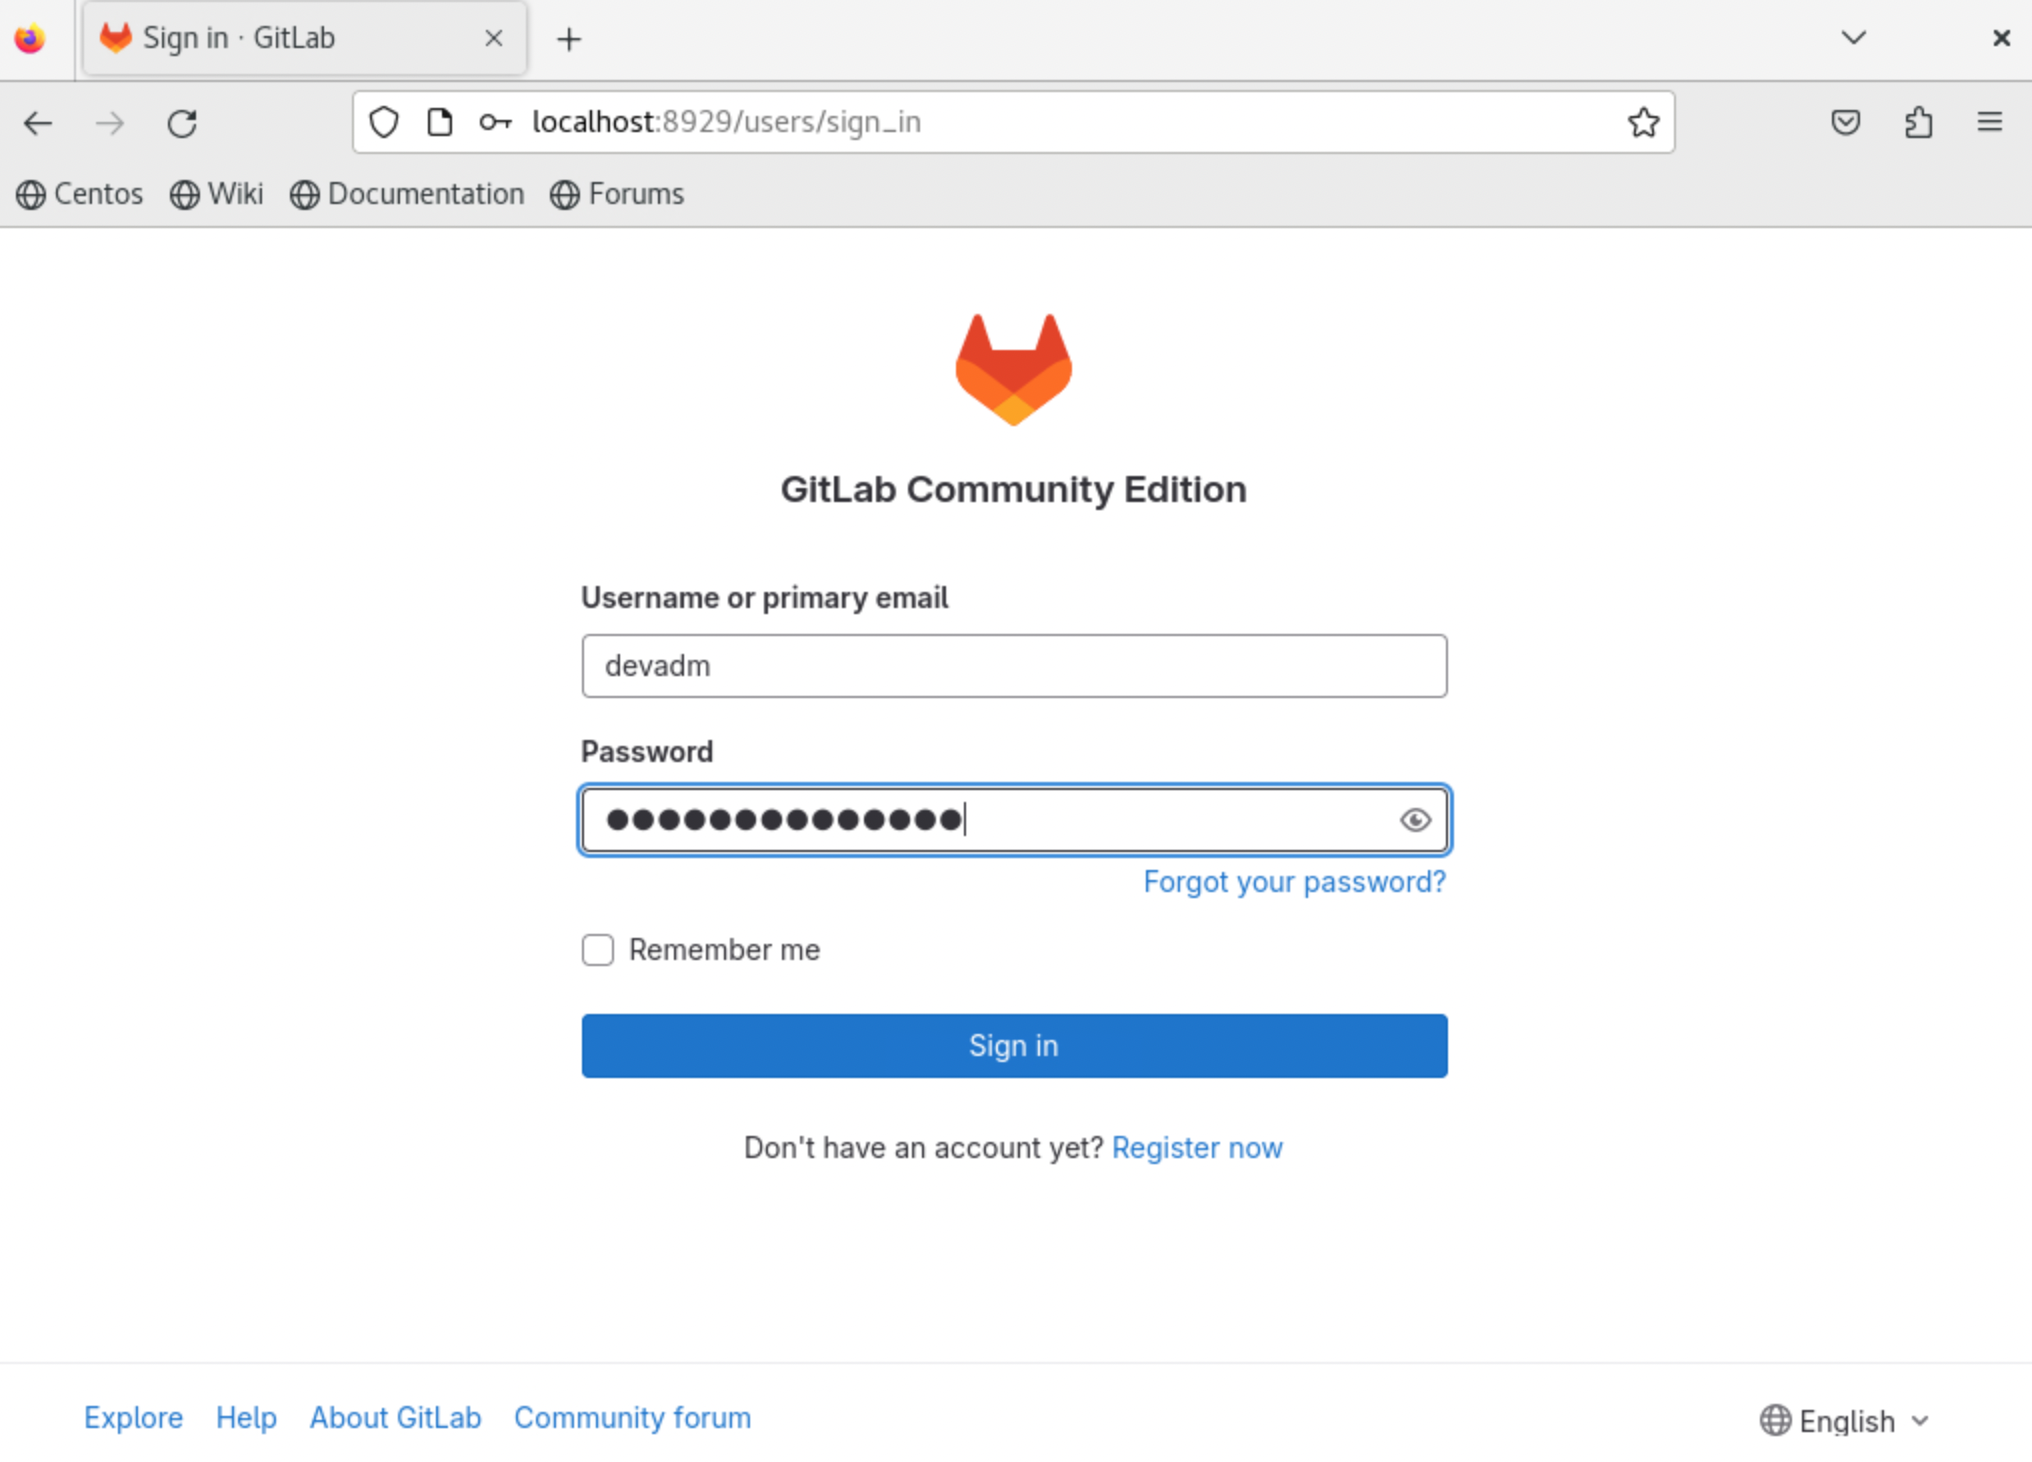 Sign in · GitLab
localhost:8929/users/sign_in
Centos Wiki Documentation Forums
GitLab Community Edition
Username or primary email
devadm
Password
●●●●●●●●●●●●●●
Forgot your password?
Remember me
Sign in
Don't have an account yet? Register now
Explore Help About GitLab Community forum English